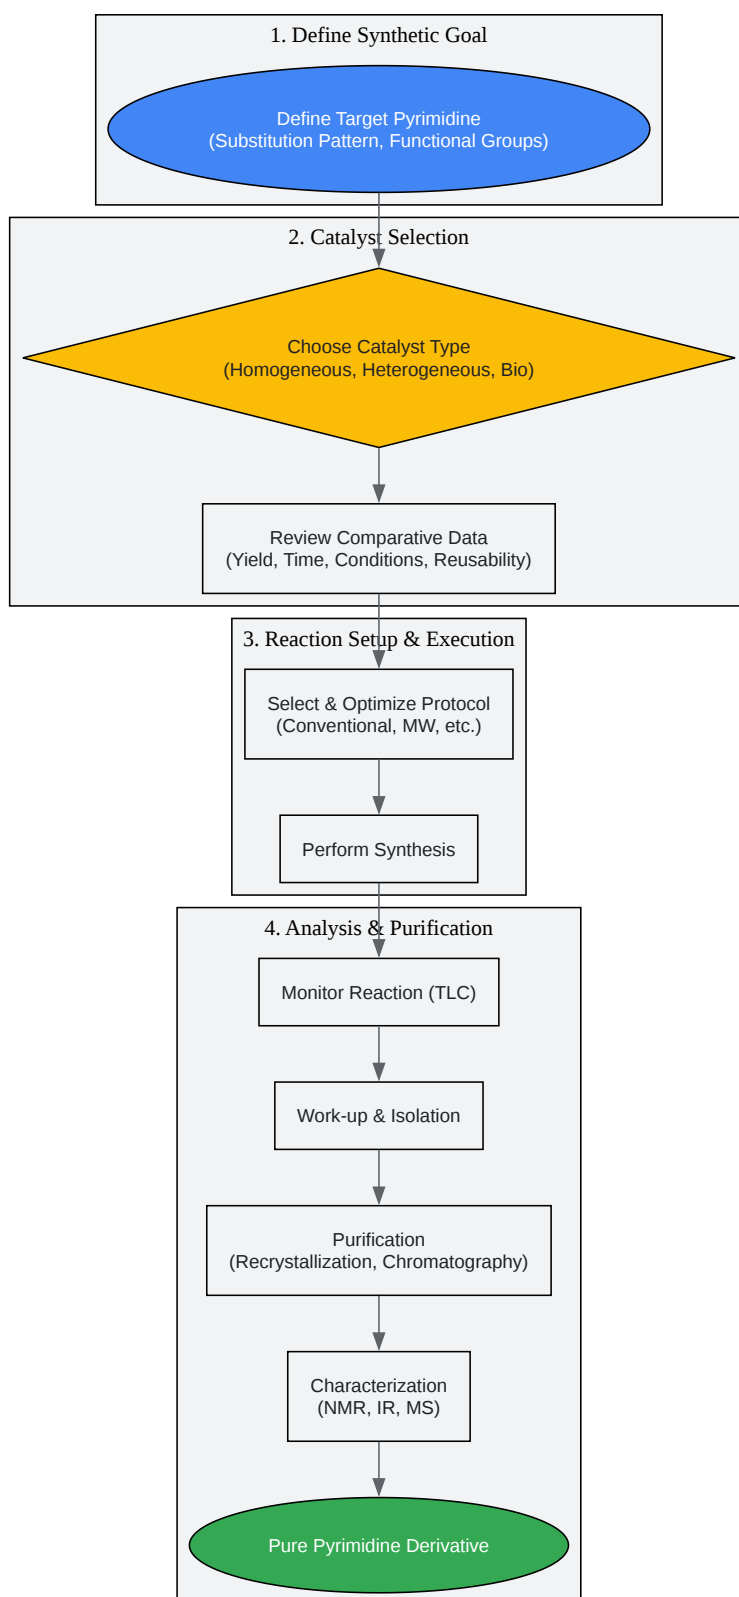 1. Define Synthetic Goal
Define Target Pyrimidine
(Substitution Pattern, Functional Groups)
2. Catalyst Selection
Choose Catalyst Type
(Homogeneous, Heterogeneous, Bio)
Review Comparative Data
(Yield, Time, Conditions, Reusability)
3. Reaction Setup & Execution
Select & Optimize Protocol
(Conventional, MW, etc.)
Perform Synthesis
4. Analysis & Purification
Monitor Reaction (TLC)
Work-up & Isolation
Purification
(Recrystallization, Chromatography)
Characterization
(NMR, IR, MS)
Pure Pyrimidine Derivative